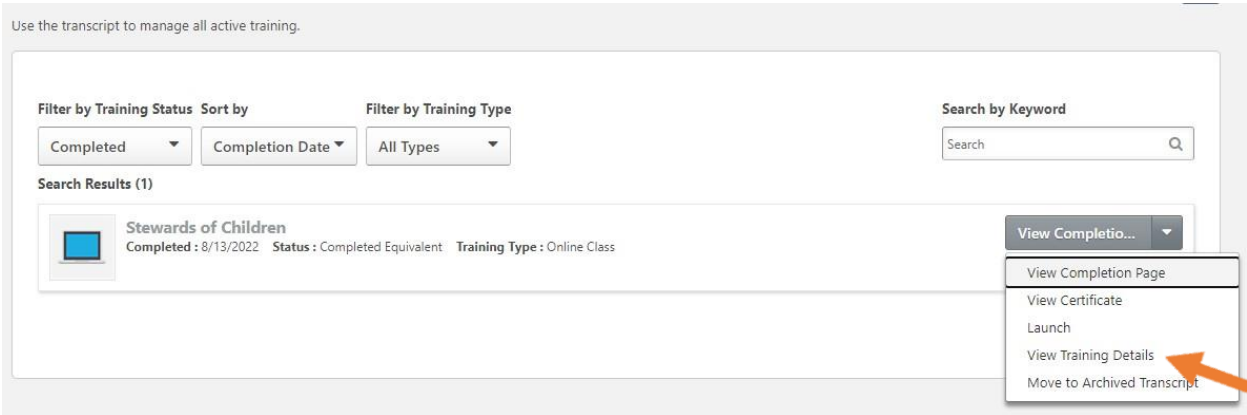 Use the transcript to manage all active training.
Filter by Training Status Sort by Filter by Training Type Search by Keyword
Completed Completion Date All Types Search
Search Results (1)
Stewards of Children
Completed : 8/13/2022 Status : Completed Equivalent Training Type : Online Class
View Completio...
View Completion Page
View Certificate
Launch
View Training Details
Move to Archived Transcript